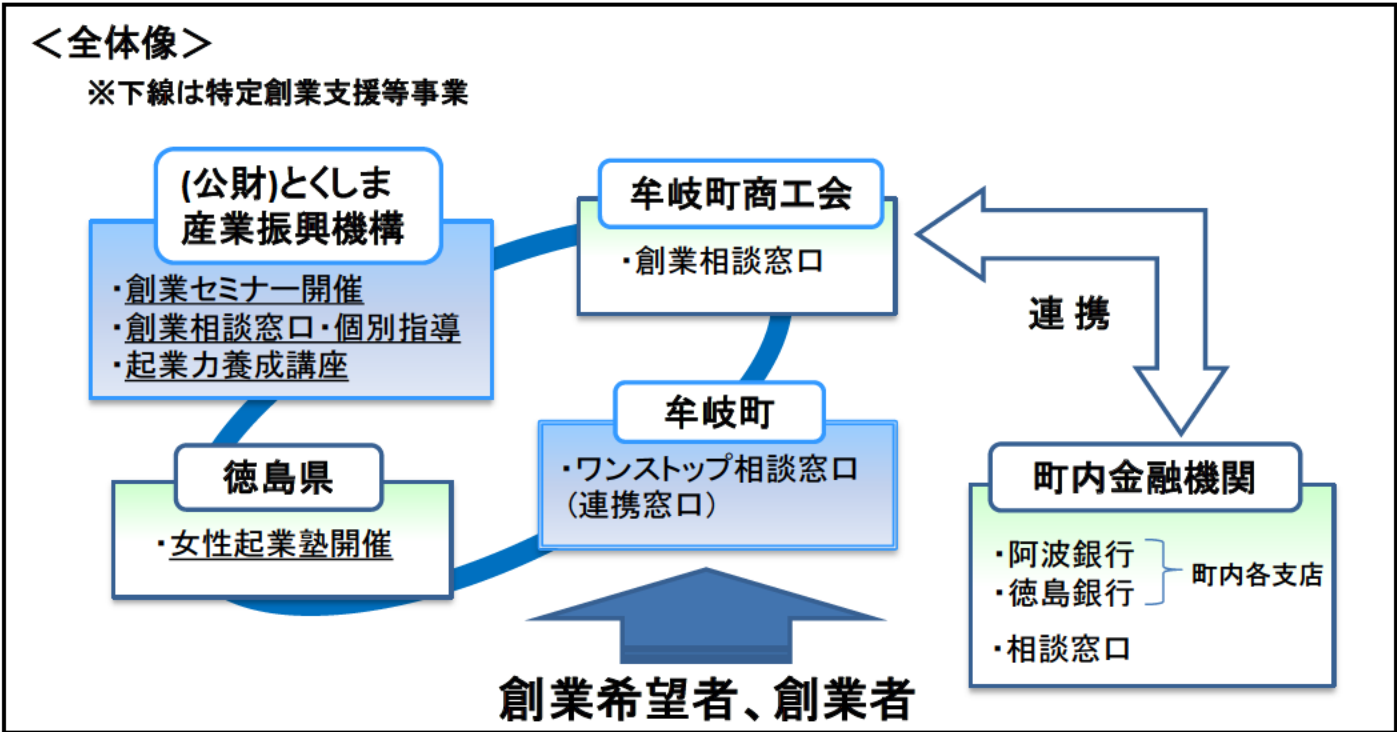 ＜全体像＞
※下線は特定創業支援等事業
(公財)とくしま
産業振興機構
・創業セミナー開催
・創業相談窓口・個別指導
・起業力養成講座
牟岐町商工会
・創業相談窓口
連 携
牟岐町
・ワンストップ相談窓口
（連携窓口）
徳島県
・女性起業塾開催
町内金融機関
・阿波銀行
・徳島銀行
町内各支店
・相談窓口
創業希望者、創業者